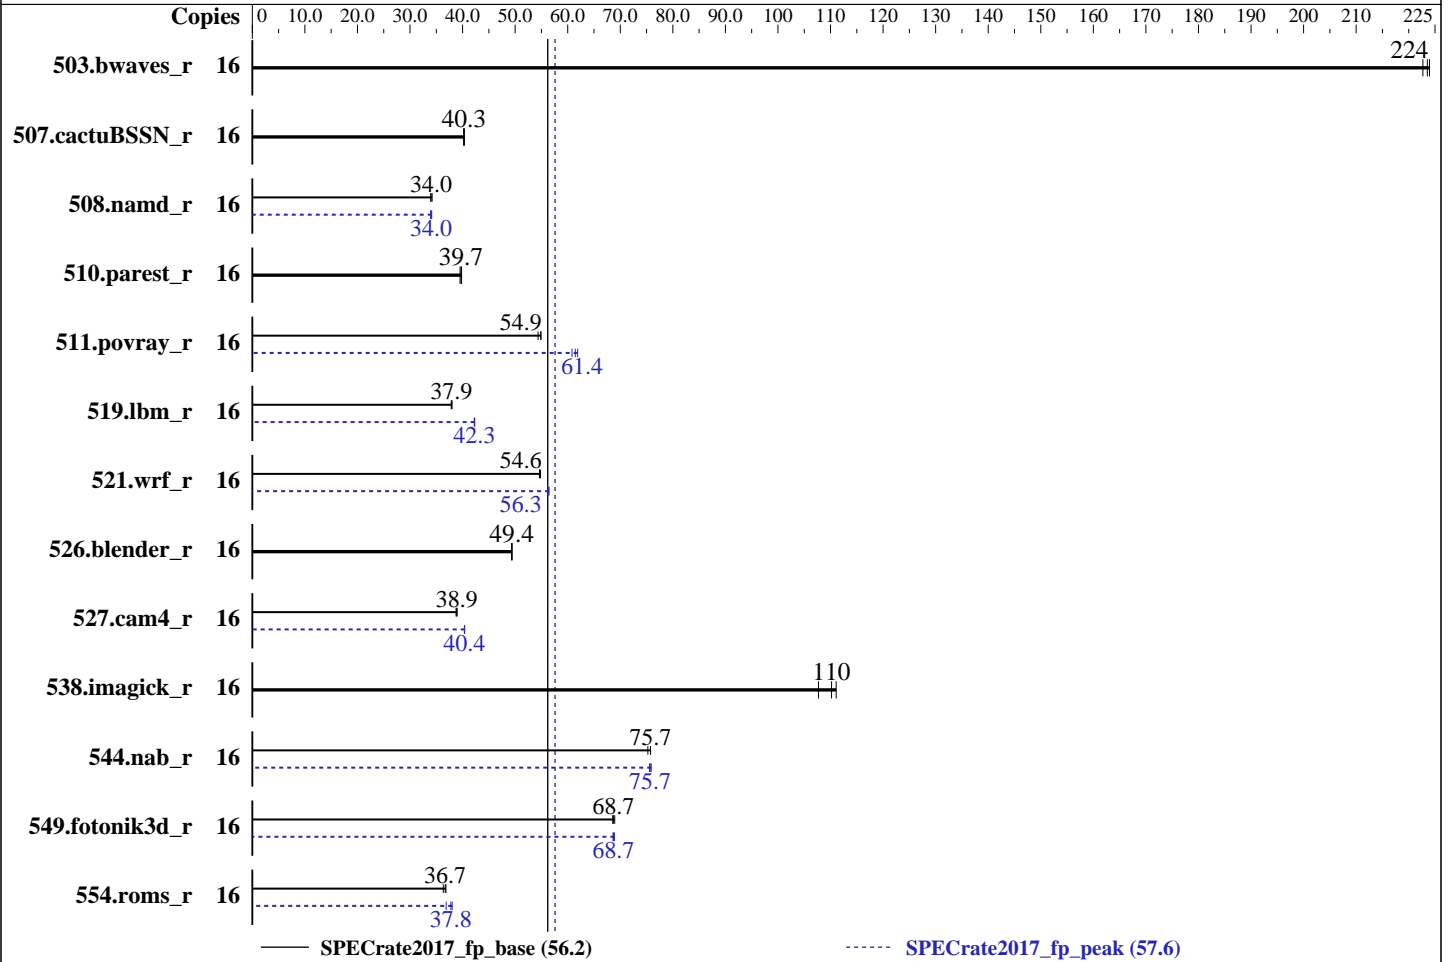 Copies 0 10.0 20.0 30.0 40.0 50.0 60.0 70.0 80.0 90.0 100 110 120 130 140 150 160 170 180 190 200 210 225
503.bwaves_r 16 224
507.cactuBSSN_r 16 40.3
508.namd_r 16 34.0
34.0
510.parest_r 16 39.7
511.povray_r 16 54.9
61.4
519.lbm_r 16 37.9
42.3
521.wrf_r 16 54.6
56.3
526.blender_r 16 49.4
527.cam4_r 16 38.9
40.4
538.imagick_r 16 110
544.nab_r 16 75.7
75.7
549.fotonik3d_r 16 68.7
68.7
554.roms_r 16 36.7
37.8
SPECrate2017_fp_base (56.2) SPECrate2017_fp_peak (57.6)